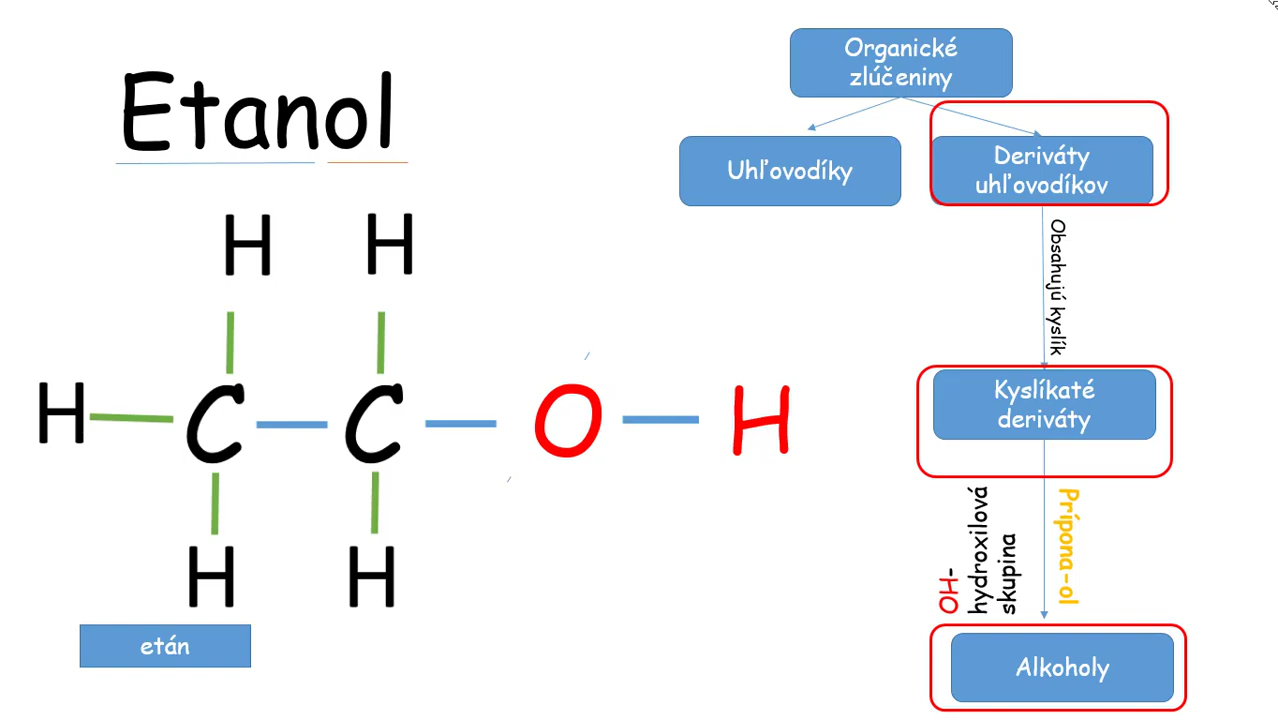 Etanol
H H
H C C O H
H H
etán
Organické
zlúčeniny
Uhľovodíky
Deriváty
uhľovodíkov
Obsahujú kyslík
Kyslíkaté
deriváty
OH-
hydroxilová
skupina
Prípona -ol
Alkoholy